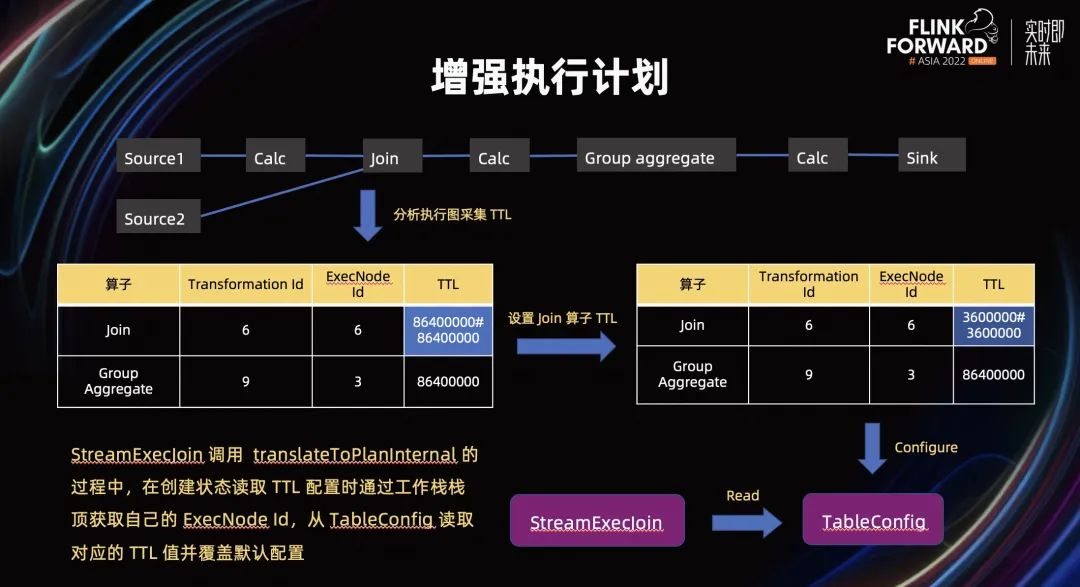 FLINK
FORWARD
# ASIA 2022 ONLINE
实时即
未来
增强执行计划
Source1
Calc
Join
Calc
Group aggregate
Calc
Sink
Source2
分析执行图采集 TTL
算子
Transformation Id
ExecNode
Id
TTL
Join
6
6
86400000#
86400000
Group
Aggregate
9
3
86400000
设置 Join 算子 TTL
算子
Transformation
Id
ExecNode
Id
TTL
Join
6
6
3600000#
3600000
Group
Aggregate
9
3
86400000
StreamExecJoin 调用 translateToPlanInternal 的
过程中，在创建状态读取 TTL 配置时通过工作栈栈
顶获取自己的 ExecNode Id，从 TableConfig 读取
对应的 TTL 值并覆盖默认配置
Configure
StreamExecJoin
Read
TableConfig